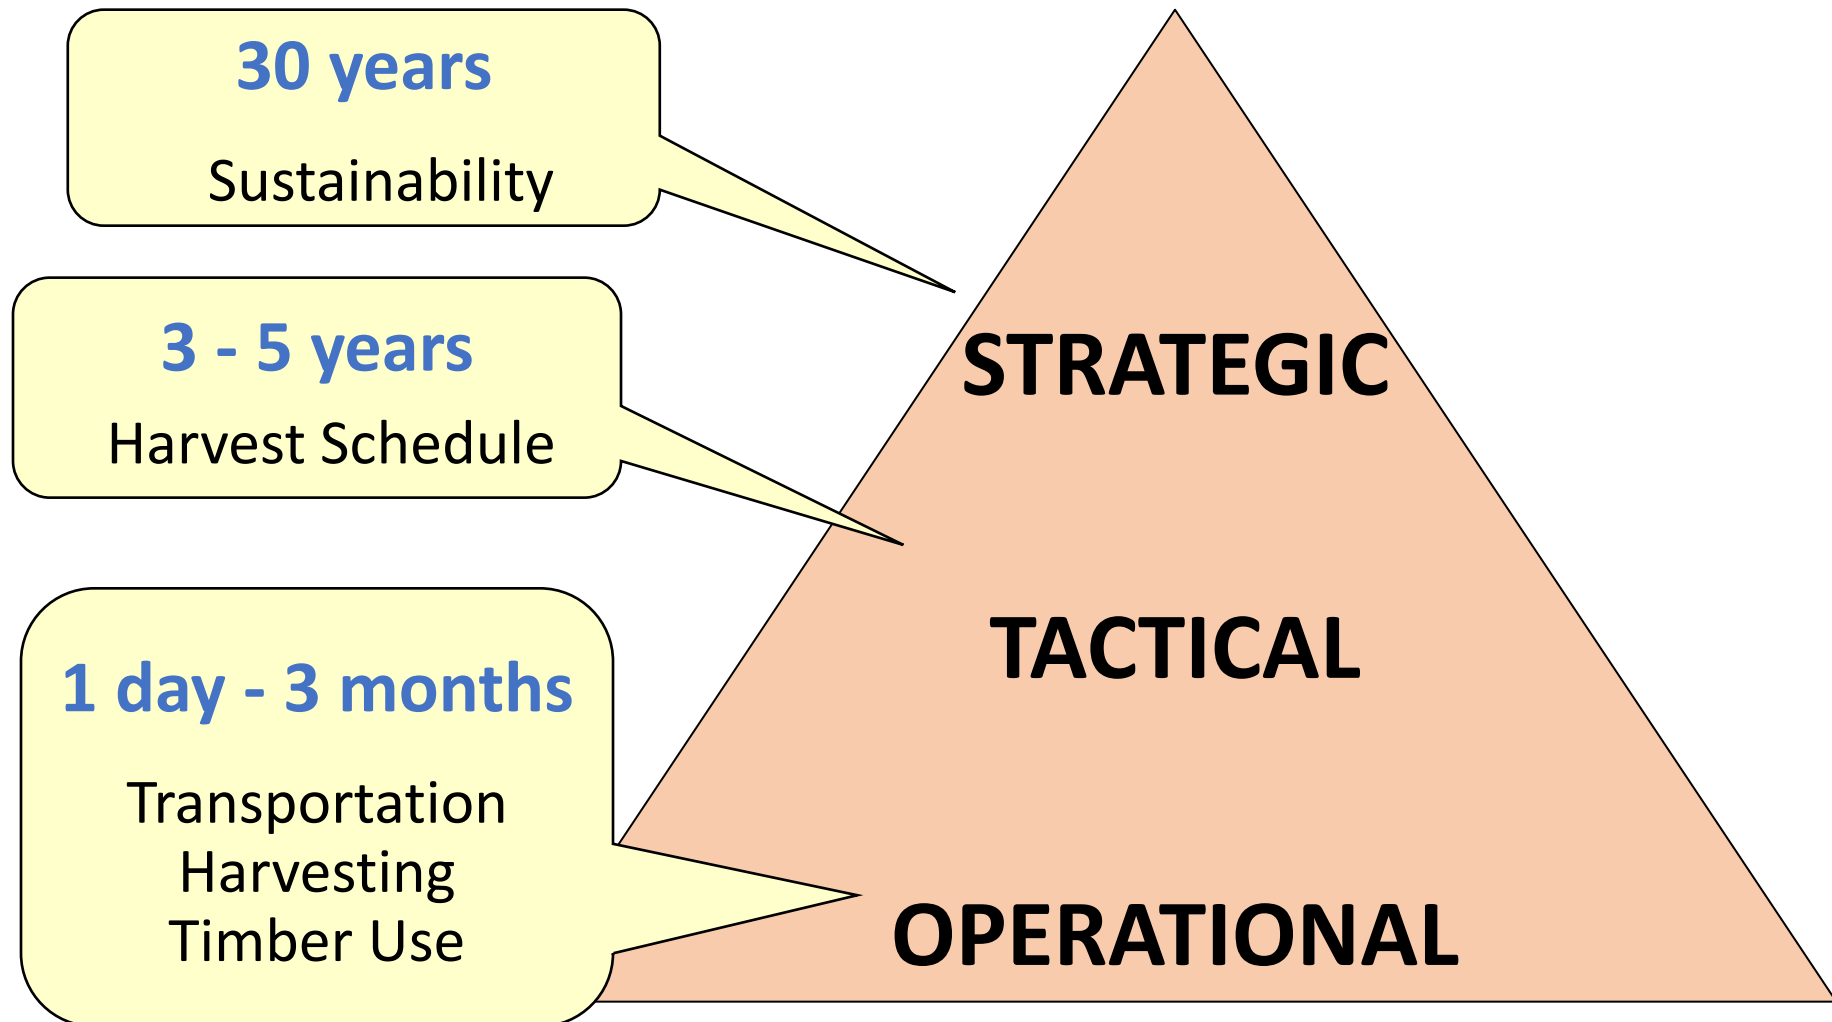 30 years
Sustainability
STRATEGIC
3 - 5 years
Harvest Schedule
TACTICAL
1 day - 3 months
Transportation
Harvesting
Timber Use
OPERATIONAL